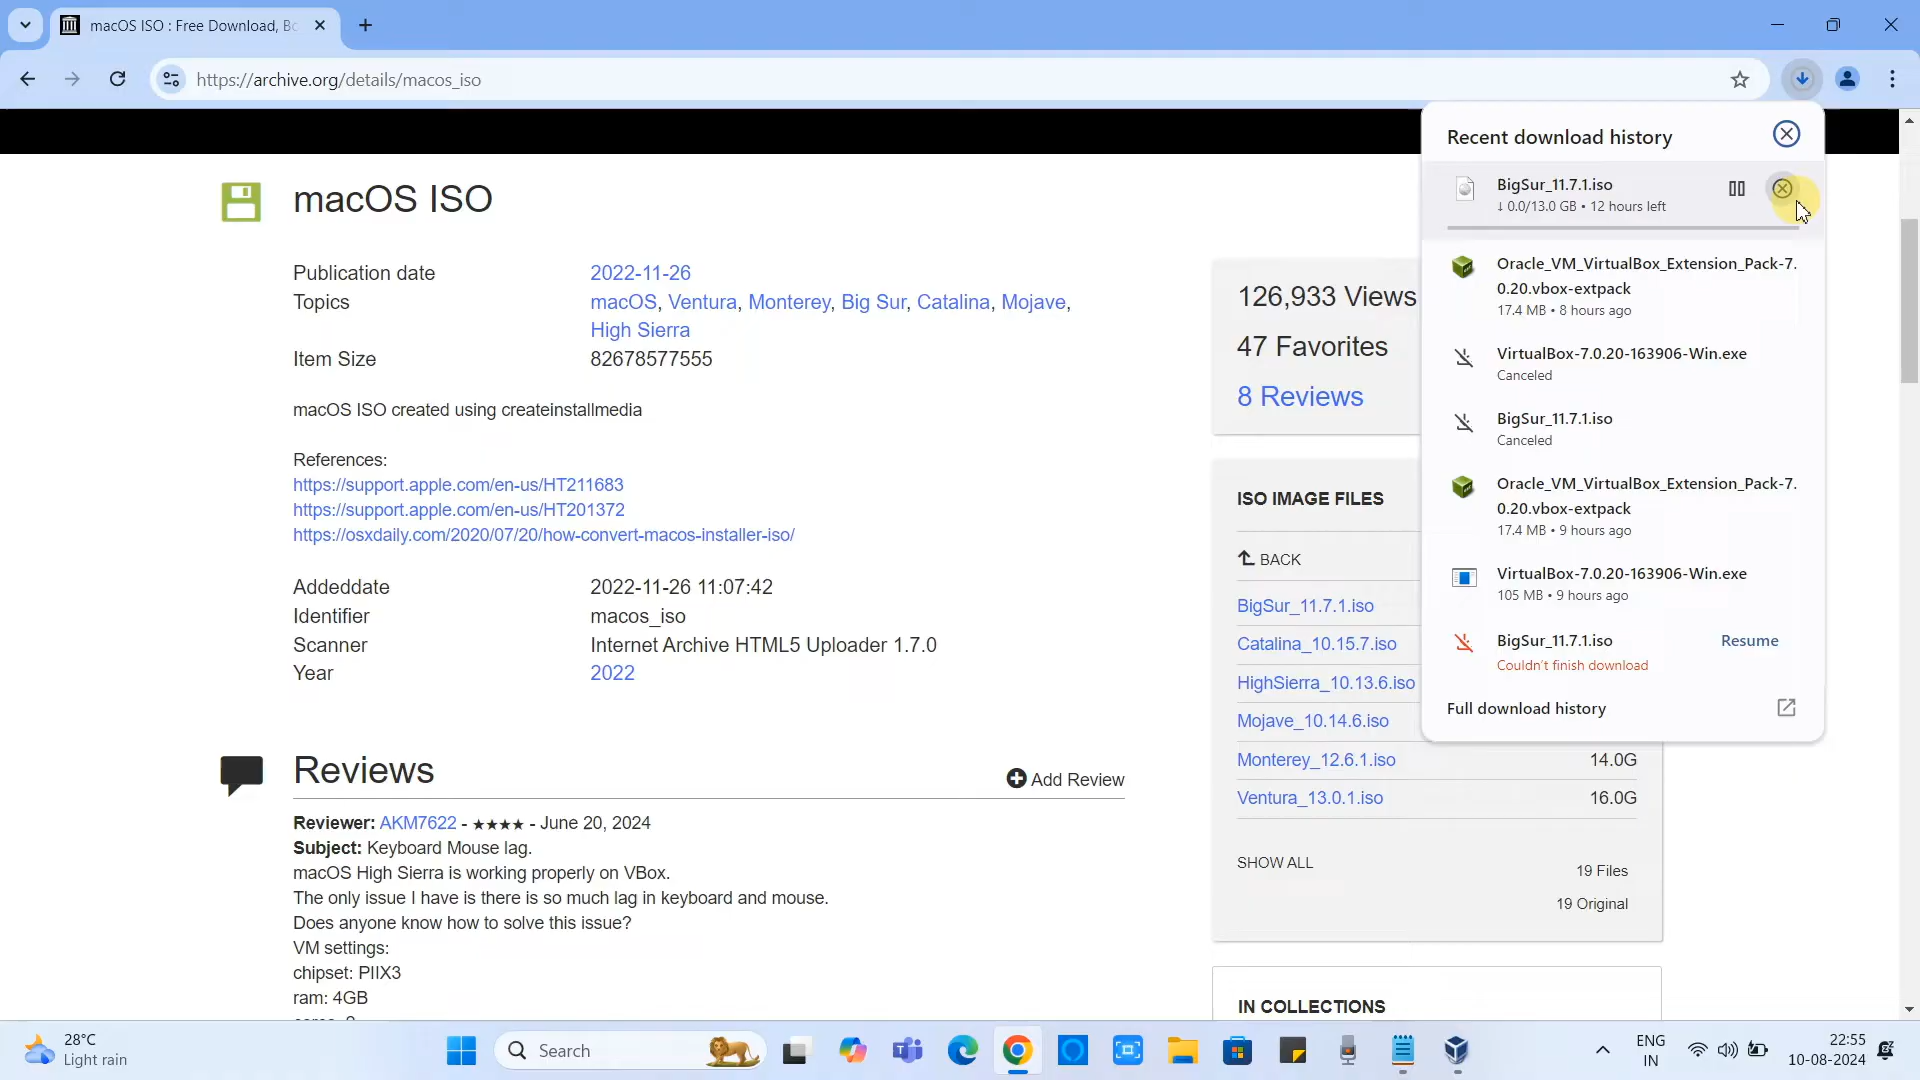 macOS ISO : Free Download, Bo
https://archive.org/details/macos_iso
macOS ISO
Publication date 2022-11-26
Topics macOS, Ventura, Monterey, Big Sur, Catalina, Mojave,
High Sierra
Item Size 82678577555
macOS ISO created using createinstallmedia
References:
https://support.apple.com/en-us/HT211683
https://support.apple.com/en-us/HT201372
https://osxdaily.com/2020/07/20/how-convert-macos-installer-iso/
Addeddate 2022-11-26 11:07:42
Identifier macos_iso
Scanner Internet Archive HTML5 Uploader 1.7.0
Year 2022
Reviews
Add Review
Reviewer: AKM7622 - ★★★★ - June 20, 2024
Subject: Keyboard Mouse lag.
macOS High Sierra is working properly on VBox.
The only issue I have is there is so much lag in keyboard and mouse.
Does anyone know how to solve this issue?
VM settings:
chipset: PIIX3
ram: 4GB
126,933 Views
47 Favorites
8 Reviews
ISO IMAGE FILES
BACK
BigSur_11.7.1.iso
Catalina_10.15.7.iso
HighSierra_10.13.6.iso
Mojave_10.14.6.iso
Monterey_12.6.1.iso 14.0G
Ventura_13.0.1.iso 16.0G
SHOW ALL
19 Files
19 Original
IN COLLECTIONS
Recent download history
BigSur_11.7.1.iso
↓ 0.0/13.0 GB • 12 hours left
Oracle_VM_VirtualBox_Extension_Pack-7.
0.20.vbox-extpack
17.4 MB • 8 hours ago
VirtualBox-7.0.20-163906-Win.exe
Canceled
BigSur_11.7.1.iso
Canceled
Oracle_VM_VirtualBox_Extension_Pack-7.
0.20.vbox-extpack
17.4 MB • 9 hours ago
VirtualBox-7.0.20-163906-Win.exe
105 MB • 9 hours ago
BigSur_11.7.1.iso Resume
Couldn't finish download
Full download history
28°C
Light rain
Search
ENG
IN
22:55
10-08-2024